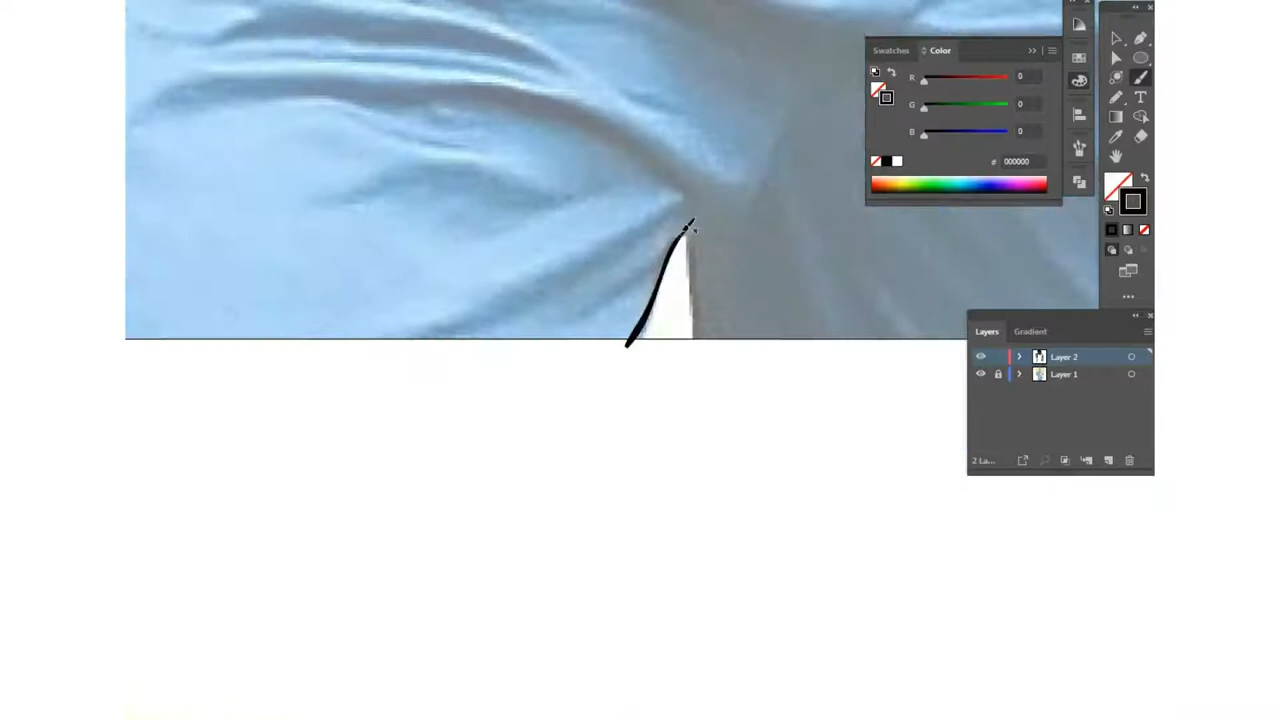 Swatches Color
R 0
G 0
B 0
# 000000
Layers Gradient
Layer 2
Layer 1
2 La...